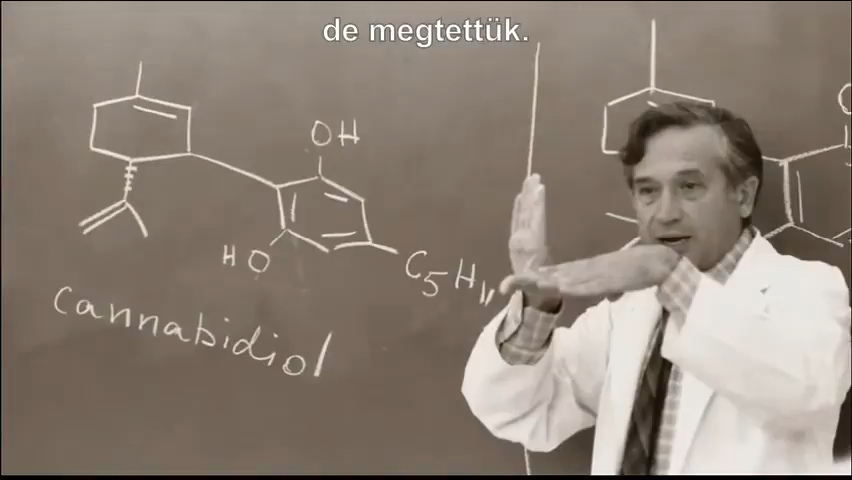 de megtettük.
OH
HO
C5H11
Cannabidiol